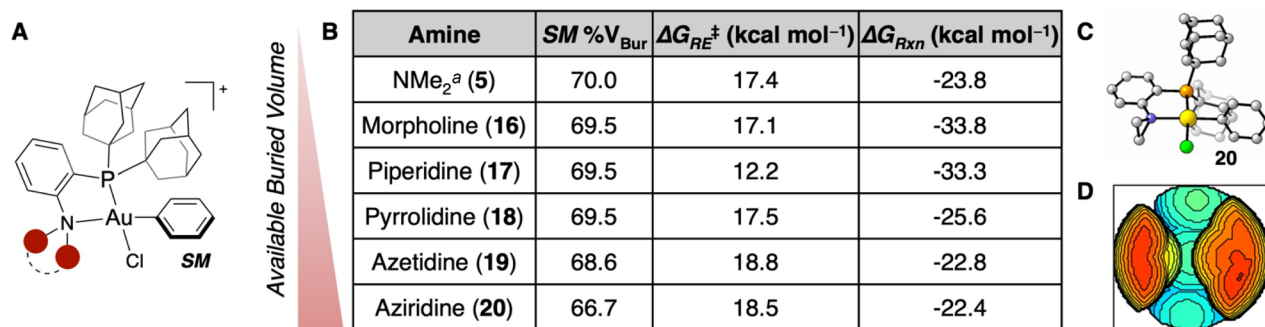 A
+
P
N
Au
Cl
SM
Available Buried Volume
B
Amine SM %V_Bur ΔG_RE‡ (kcal mol⁻¹) ΔG_Rxn (kcal mol⁻¹)
NMe₂ᵃ (5) 70.0 17.4 -23.8
Morpholine (16) 69.5 17.1 -33.8
Piperidine (17) 69.5 12.2 -33.3
Pyrrolidine (18) 69.5 17.5 -25.6
Azetidine (19) 68.6 18.8 -22.8
Aziridine (20) 66.7 18.5 -22.4
C
20
D